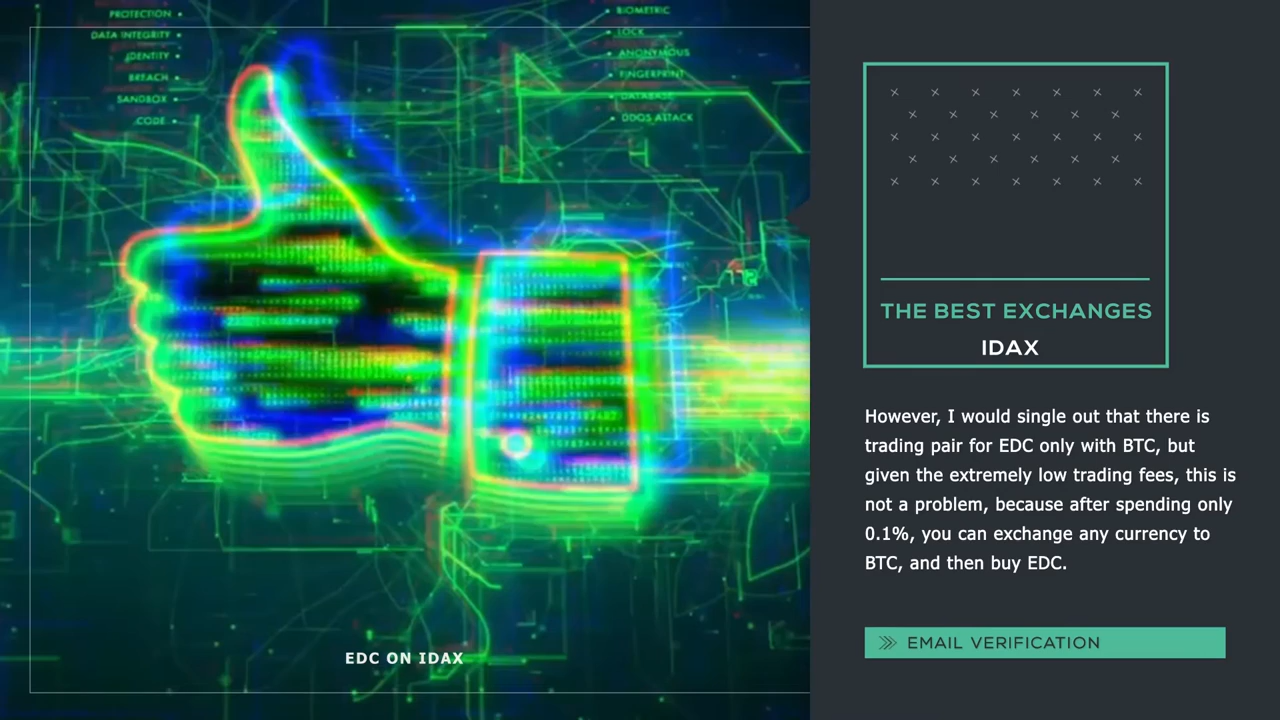 PROTECTION
DATA INTEGRITY
IDENTITY
BREACH
SANDBOX
CODE
BIOMETRIC
LOCK
ANONYMOUS
FINGERPRINT
DATABASE
DDOS ATTACK
EDC ON IDAX
THE BEST EXCHANGES
IDAX
However, I would single out that there is
trading pair for EDC only with BTC, but
given the extremely low trading fees, this is
not a problem, because after spending only
0.1%, you can exchange any currency to
BTC, and then buy EDC.
EMAIL VERIFICATION